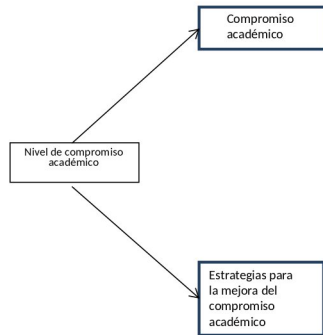 Compromiso
académico
Nivel de compromiso
académico
Estrategias para
la mejora del
compromiso
académico